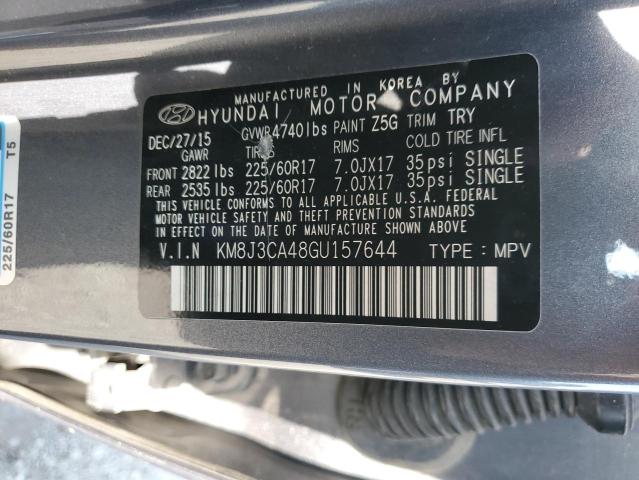 MANUFACTURED IN KOREA BY
HYUNDAI MOTOR COMPANY
DEC/27/15 GVWR 4740lbs PAINT Z5G TRIM TRY
GAWR TIRES RIMS COLD TIRE INFL
FRONT 2822 lbs 225/60R17 7.0JX17 35psi SINGLE
REAR 2535 lbs 225/60R17 7.0JX17 35psi SINGLE
THIS VEHICLE CONFORMS TO ALL APPLICABLE U.S.A. FEDERAL
MOTOR VEHICLE SAFETY AND THEFT PREVENTION STANDARDS
IN EFFECT ON THE DATE OF MANUFACTURE SHOWN ABOVE
V.I.N KM8J3CA48GU157644 TYPE : MPV
225/60R17 T5